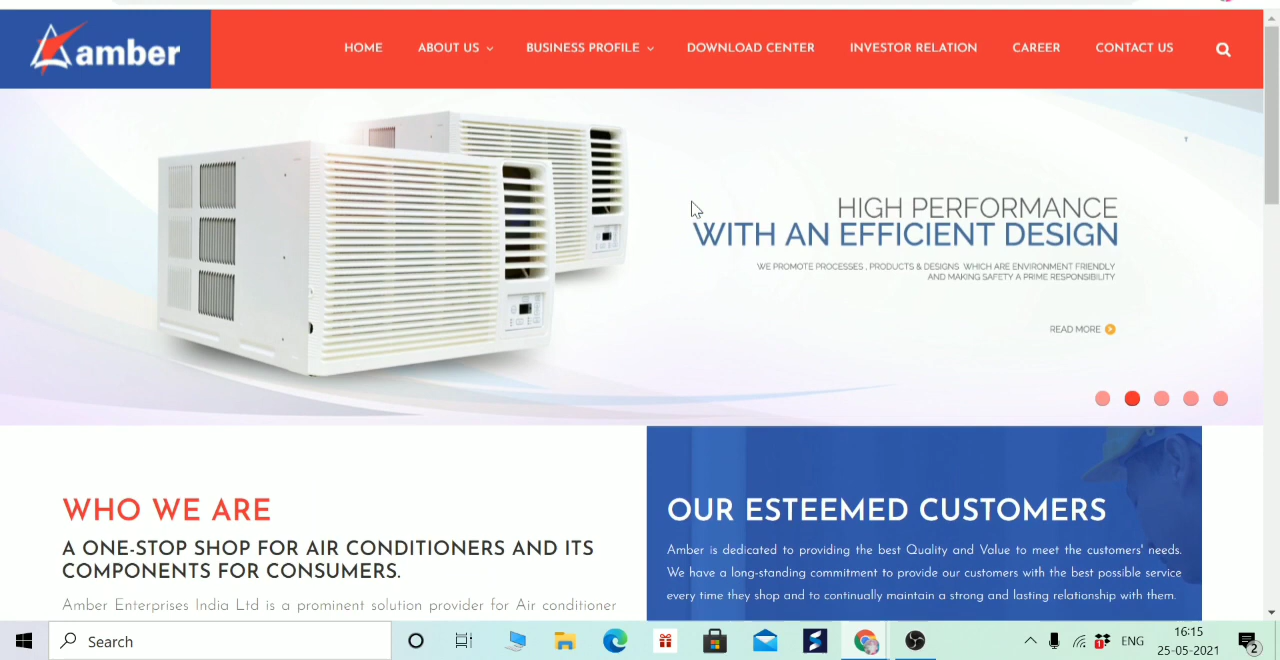 amber
HOME ABOUT US BUSINESS PROFILE DOWNLOAD CENTER INVESTOR RELATION CAREER CONTACT US
HIGH PERFORMANCE
WITH AN EFFICIENT DESIGN
WE PROMOTE PROCESSES , PRODUCTS & DESIGNS WHICH ARE ENVIRONMENT FRIENDLY
AND MAKING SAFETY A PRIME RESPONSIBILITY
READ MORE
WHO WE ARE
A ONE-STOP SHOP FOR AIR CONDITIONERS AND ITS
COMPONENTS FOR CONSUMERS.
Amber Enterprises India Ltd is a prominent solution provider for Air conditioner
OUR ESTEEMED CUSTOMERS
Amber is dedicated to providing the best Quality and Value to meet the customers' needs.
We have a long-standing commitment to provide our customers with the best possible service
every time they shop and to continually maintain a strong and lasting relationship with them.
Search
ENG
16:15
25-05-2021
2